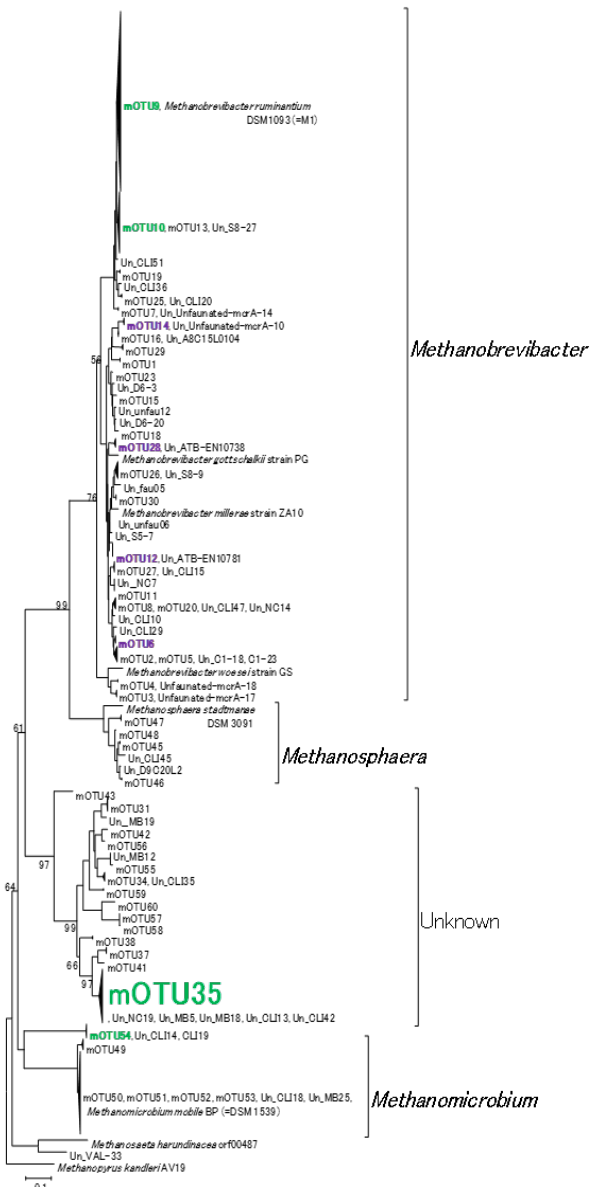 mOTU9, Methanobrevibacter ruminantium
DSM1093 (=M1)
mOTU10, mOTU13, Un_S8-27
Un_CLI51
mOTU19
Un_CLI36
mOTU25, Un_CLI20
mOTU7, Un_Unfaunated-mcrA-14
mOTU14, Un_Unfaunated-mcrA-10
mOTU16, Un_A8C15L0104
mOTU29
mOTU1
mOTU23
Un_D6-3
mOTU15
Un_unfau12
Un_D6-20
mOTU18
mOTU28, Un_ATB-EN10738
Methanobrevibacter gottschalkii strain PG
mOTU26, Un_S8-9
Un_fau05
mOTU30
Methanobrevibacter millerae strain ZA10
Un_unfau06
Un_S5-7
mOTU12, Un_ATB-EN10781
mOTU27, Un_CLI15
Un_NC7
mOTU11
mOTU8, mOTU20, Un_CLI47, Un_NC14
Un_CLI10
Un_CLI29
mOTU6
mOTU2, mOTU5, Un_C1-18, C1-23
Methanobrevibacter woesei strain GS
mOTU4, Unfaunated-mcrA-18
mOTU3, Unfaunated-mcrA-17
Methanobrevibacter
76
99
Methanosphaera stadtmanae
DSM 3091
mOTU47
mOTU48
mOTU45
Un_CLI45
Un_D9C20L2
mOTU46
Methanosphaera
61
mOTU43
mOTU31
Un_MB19
mOTU42
mOTU56
Un_MB12
mOTU55
mOTU34, Un_CLI35
mOTU59
mOTU60
mOTU57
mOTU58
mOTU38
mOTU37
mOTU41
mOTU35
, Un_NC19, Un_MB5, Un_MB18, Un_CLI13, Un_CLI42
Unknown
97
64
99
66
97
mOTU54, Un_CLI14, CLI19
mOTU49
mOTU50, mOTU51, mOTU52, mOTU53, Un_CLI18, Un_MB25,
Methanomicrobium mobile BP (=DSM 1539)
Methanomicrobium
Methanosaeta harundinacea orf00487
Un_VAL-33
Methanopyrus kandleri AV19
0.1